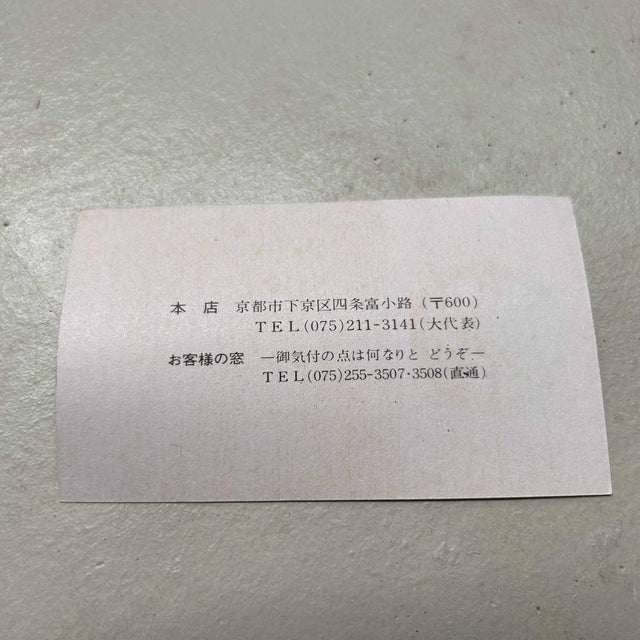 本店 京都市下京区四条富小路 (〒600)
TEL(075)211-3141(大代表)
お客様の窓 ―御気付の点は何なりと どうぞ―
TEL(075)255-3507・3508(直通)